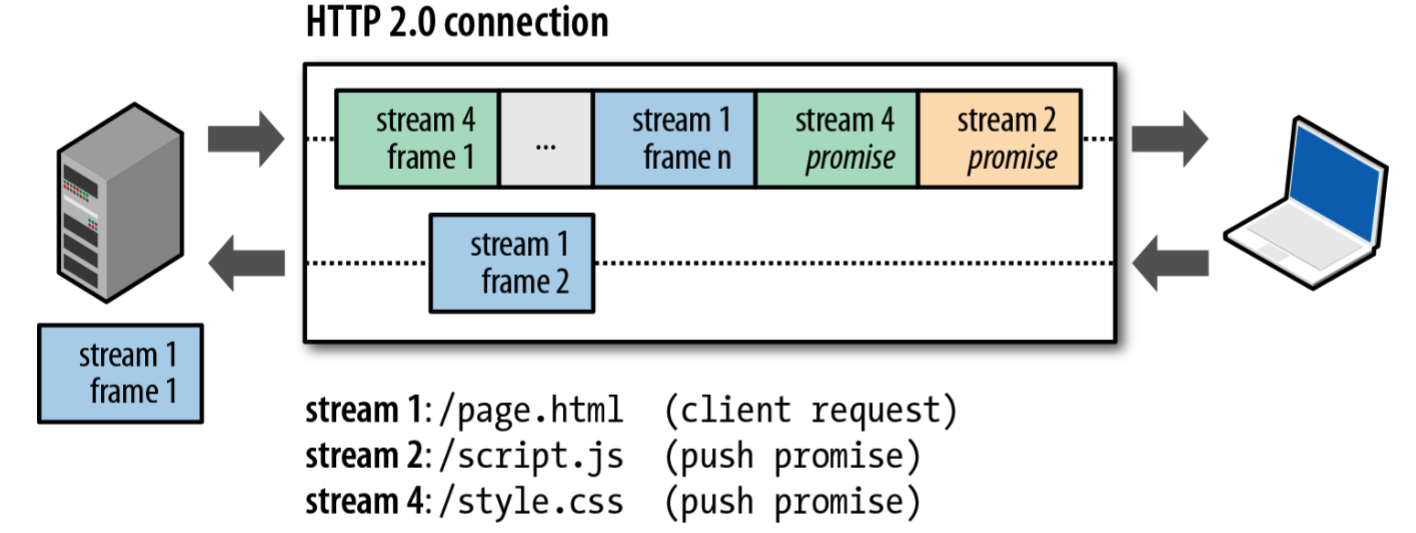 HTTP 2.0 connection
stream 4
frame 1
...
stream 1
frame n
stream 4
promise
stream 2
promise
stream 1
frame 2
stream 1
frame 1
stream 1: /page.html (client request)
stream 2: /script.js (push promise)
stream 4: /style.css (push promise)